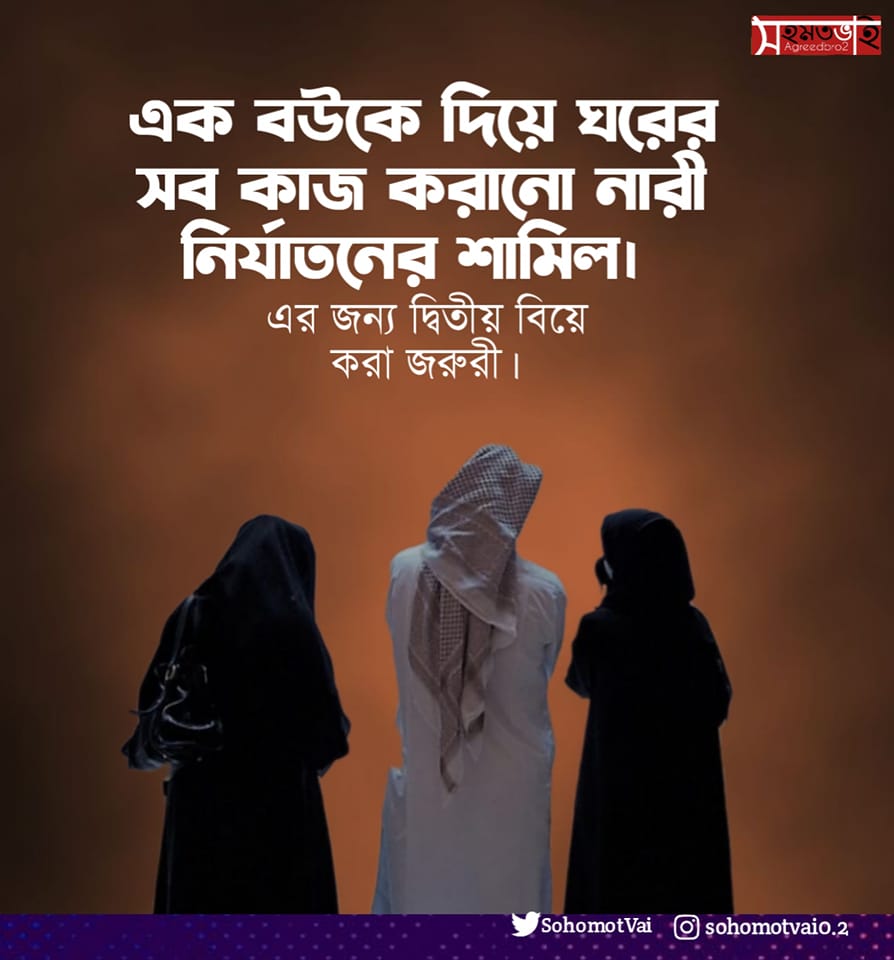 সহমতভাই
Agreedbro2
এক বউকে দিয়ে ঘরের
সব কাজ করানো নারী
নির্যাতনের শামিল।
এর জন্য দ্বিতীয় বিয়ে
করা জরুরী।
SohomotVai
sohomotvaio.2